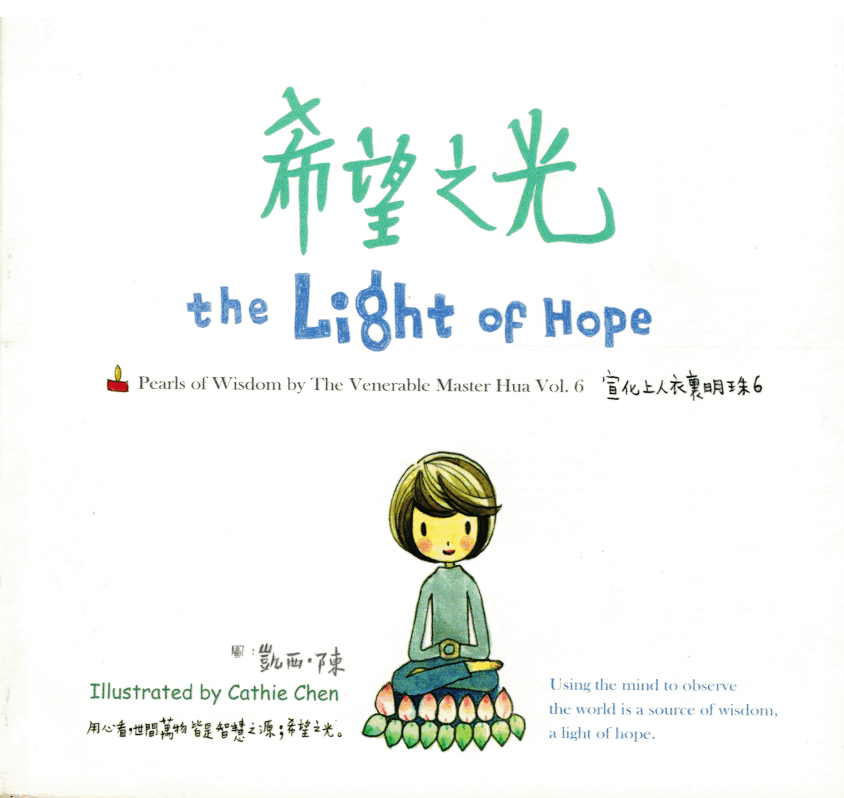 希望之光
the Light of Hope
Pearls of Wisdom by The Venerable Master Hua Vol. 6 宣化上人衣裏明珠6
圖：凱西・陳
Illustrated by Cathie Chen
用心看，世間萬物皆是智慧之源；希望之光。
Using the mind to observe
the world is a source of wisdom,
a light of hope.